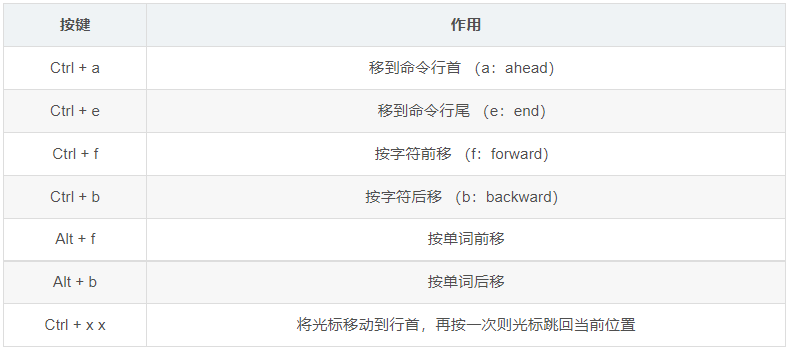 按键 作用
Ctrl + a 移到命令行首 （a：ahead）
Ctrl + e 移到命令行尾 （e：end）
Ctrl + f 按字符前移 （f：forward）
Ctrl + b 按字符后移 （b：backward）
Alt + f 按单词前移
Alt + b 按单词后移
Ctrl + x x 将光标移动到行首，再按一次则光标跳回当前位置